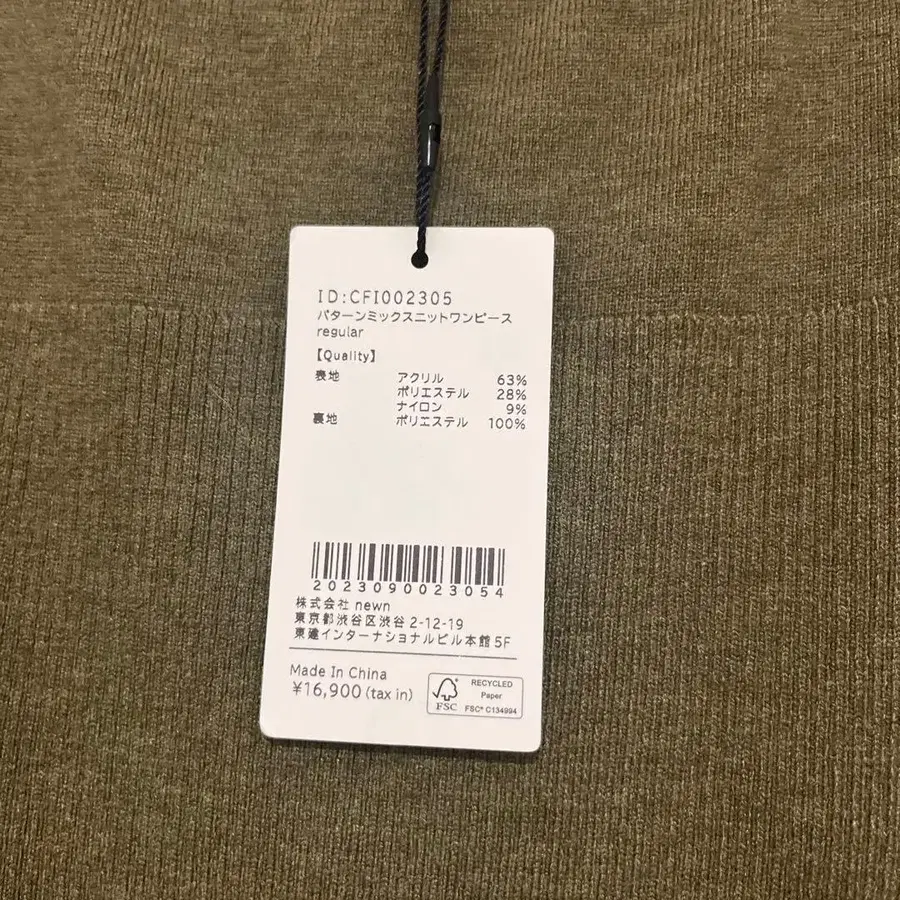 ID:CFI002305
パターンミックスニットワンピース
regular
【Quality】
表地 アクリル 63%
ポリエステル 28%
ナイロン 9%
裏地 ポリエステル 100%
2023090023054
株式会社 newn
東京都渋谷区渋谷 2-12-19
東建インターナショナルビル本館 5F
Made In China
¥16,900 (tax in)
FSC
RECYCLED
Paper
FSC® C134994